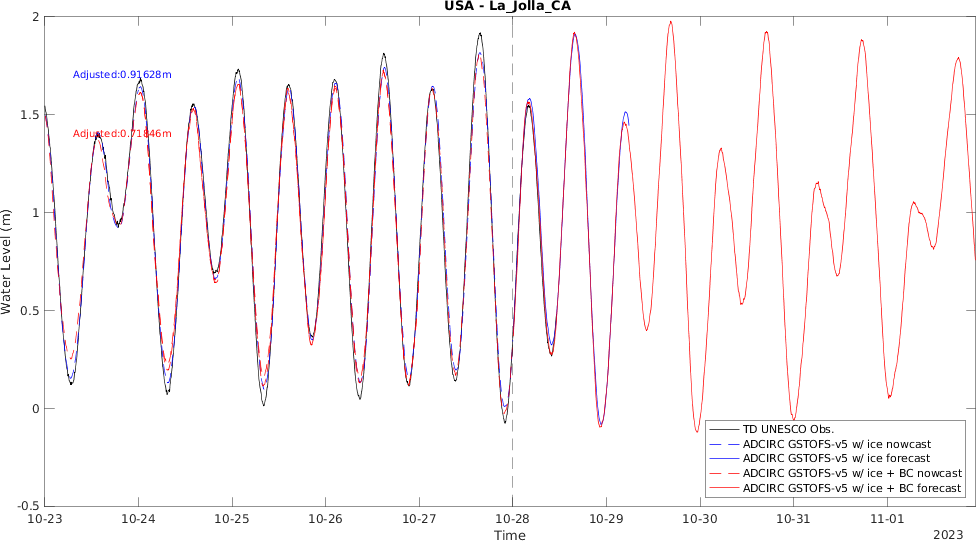 USA - La_Jolla_CA
2
Adjusted:0.91628m
1.5
Adjusted:0.71846m
1
Water Level (m)
0.5
0
TD UNESCO Obs.
ADCIRC GSTOFS-v5 w/ ice nowcast
ADCIRC GSTOFS-v5 w/ ice forecast
ADCIRC GSTOFS-v5 w/ ice + BC nowcast
ADCIRC GSTOFS-v5 w/ ice + BC forecast
-0.5
10-23 10-24 10-25 10-26 10-27 10-28 10-29 10-30 10-31 11-01
Time
2023